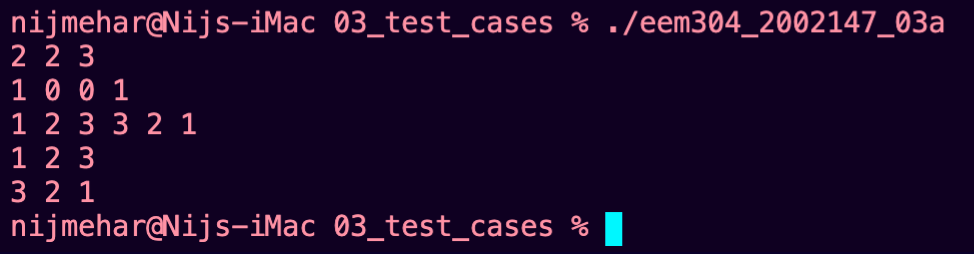 nijmehar@Nijs-iMac 03_test_cases % ./eem304_2002147_03a
2 2 3
1 0 0 1
1 2 3 3 2 1
1 2 3
3 2 1
nijmehar@Nijs-iMac 03_test_cases %